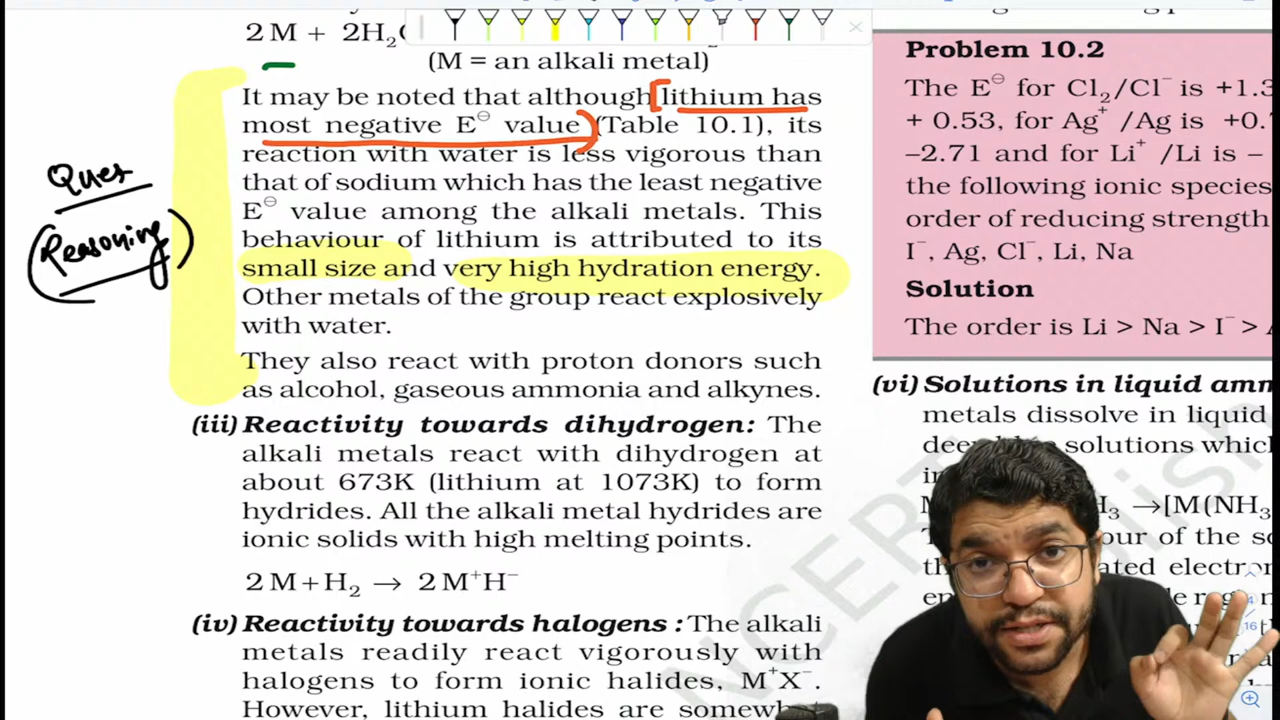 2 M + 2H₂
(M = an alkali metal)
It may be noted that although lithium has
most negative E⊖ value (Table 10.1), its
reaction with water is less vigorous than
that of sodium which has the least negative
E⊖ value among the alkali metals. This
behaviour of lithium is attributed to its
small size and very high hydration energy.
Other metals of the group react explosively
with water.
They also react with proton donors such
as alcohol, gaseous ammonia and alkynes.
(iii) Reactivity towards dihydrogen: The
alkali metals react with dihydrogen at
about 673K (lithium at 1073K) to form
hydrides. All the alkali metal hydrides are
ionic solids with high melting points.
2 M + H₂ → 2 M⁺H⁻
(iv) Reactivity towards halogens : The alkali
metals readily react vigorously with
halogens to form ionic halides, M⁺X⁻.
However, lithium halides are somewhat
Ques
(Reasoning)
Problem 10.2
The E⊖ for Cl₂/Cl⁻ is +1.3
+ 0.53, for Ag⁺ /Ag is +0.
–2.71 and for Li⁺ /Li is –
the following ionic species
order of reducing strength
I⁻, Ag, Cl⁻, Li, Na
Solution
The order is Li > Na > I⁻ >
(vi) Solutions in liquid amm
metals dissolve in liquid
solutions which
→[M(NH₃
our of the so
ated electron
16